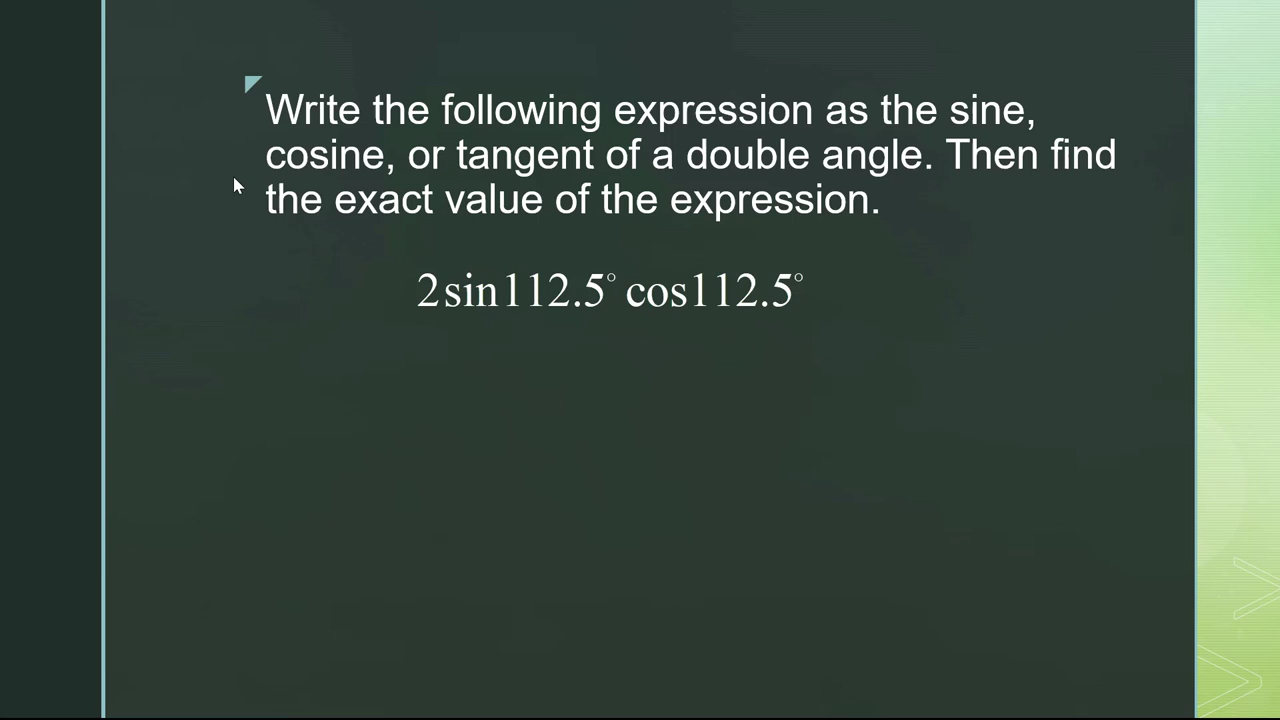 Write the following expression as the sine,
cosine, or tangent of a double angle. Then find
the exact value of the expression.
2sin112.5° cos112.5°